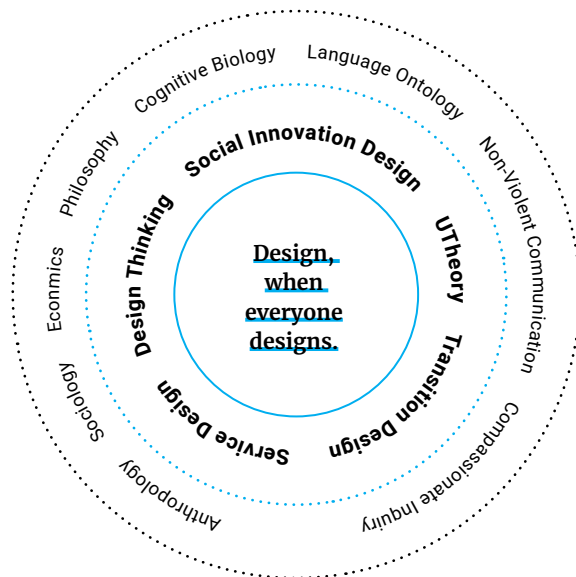 Cognitive Biology
Language Ontology
Non-Violent Communication
Compassionate Inquiry
Anthropology
Sociology
Econmics
Philosophy
Social Innovation Design
UTheory
Transition Design
Service Design
Design Thinking
Design,
when
everyone
designs.